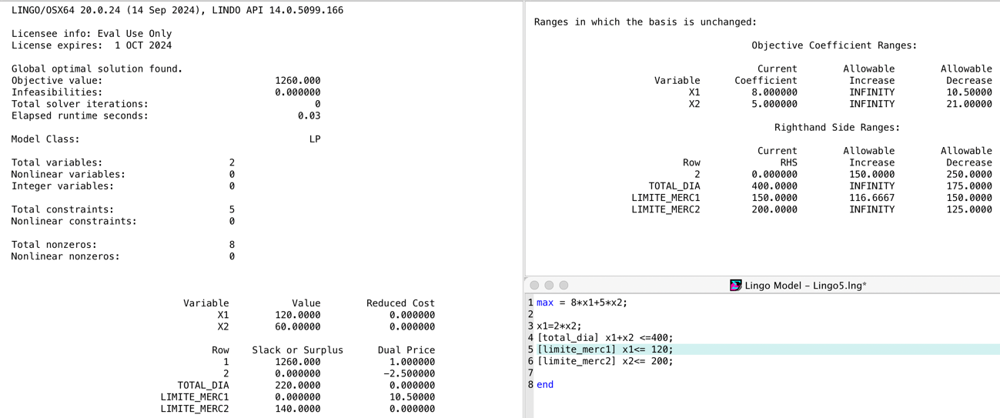 LINGO/OSX64 20.0.24 (14 Sep 2024), LINDO API 14.0.5099.166
Licensee info: Eval Use Only
License expires: 1 OCT 2024
Global optimal solution found.
Objective value: 1260.000
Infeasibilities: 0.000000
Total solver iterations: 0
Elapsed runtime seconds: 0.03
Model Class: LP
Total variables: 2
Nonlinear variables: 0
Integer variables: 0
Total constraints: 5
Nonlinear constraints: 0
Total nonzeros: 8
Nonlinear nonzeros: 0
Variable Value Reduced Cost
X1 120.0000 0.000000
X2 60.00000 0.000000
Row Slack or Surplus Dual Price
1 1260.000 1.000000
2 0.000000 -2.500000
TOTAL_DIA 220.0000 0.000000
LIMITE_MERC1 0.000000 10.50000
LIMITE_MERC2 140.0000 0.000000
Ranges in which the basis is unchanged:
Objective Coefficient Ranges:
Current Allowable Allowable
Variable Coefficient Increase Decrease
X1 8.000000 INFINITY 10.50000
X2 5.000000 INFINITY 21.00000
Righthand Side Ranges:
Current Allowable Allowable
Row RHS Increase Decrease
2 0.000000 150.0000 250.0000
TOTAL_DIA 400.0000 INFINITY 175.0000
LIMITE_MERC1 150.0000 116.6667 150.0000
LIMITE_MERC2 200.0000 INFINITY 125.0000
Lingo Model – Lingo5.lng*
1 max = 8*x1+5*x2;
2
3 x1=2*x2;
4 [total_dia] x1+x2 <=400;
5 [limite_merc1] x1<= 120;
6 [limite_merc2] x2<= 200;
7
8 end